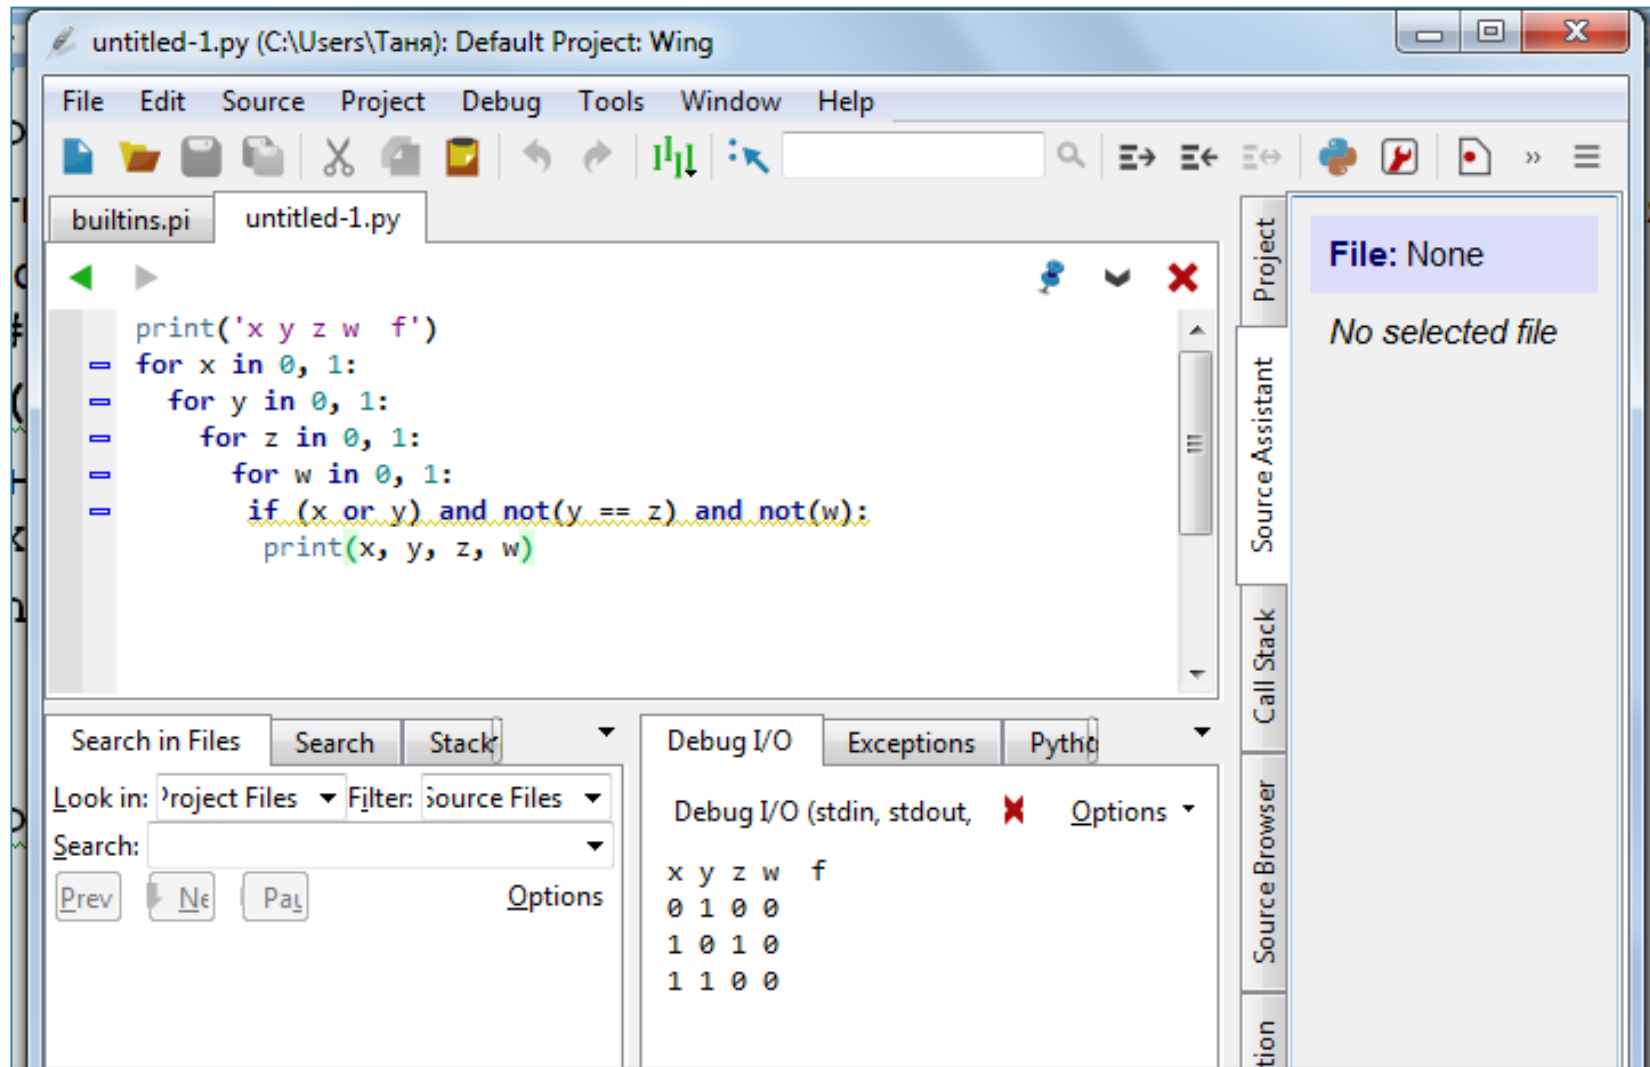 untitled-1.py (C:\Users\Таня): Default Project: Wing
File Edit Source Project Debug Tools Window Help
builtins.pi untitled-1.py
print('x y z w  f')
for x in 0, 1:
for y in 0, 1:
for z in 0, 1:
for w in 0, 1:
if (x or y) and not(y == z) and not(w):
print(x, y, z, w)
Project
Source Assistant
Call Stack
Source Browser
File: None
No selected file
Search in Files Search Stack
Look in: Project Files Filter: Source Files
Search:
Prev Ne Options
Debug I/O Exceptions
Debug I/O (stdin, stdout, Options
x y z w  f
0 1 0 0
1 0 1 0
1 1 0 0